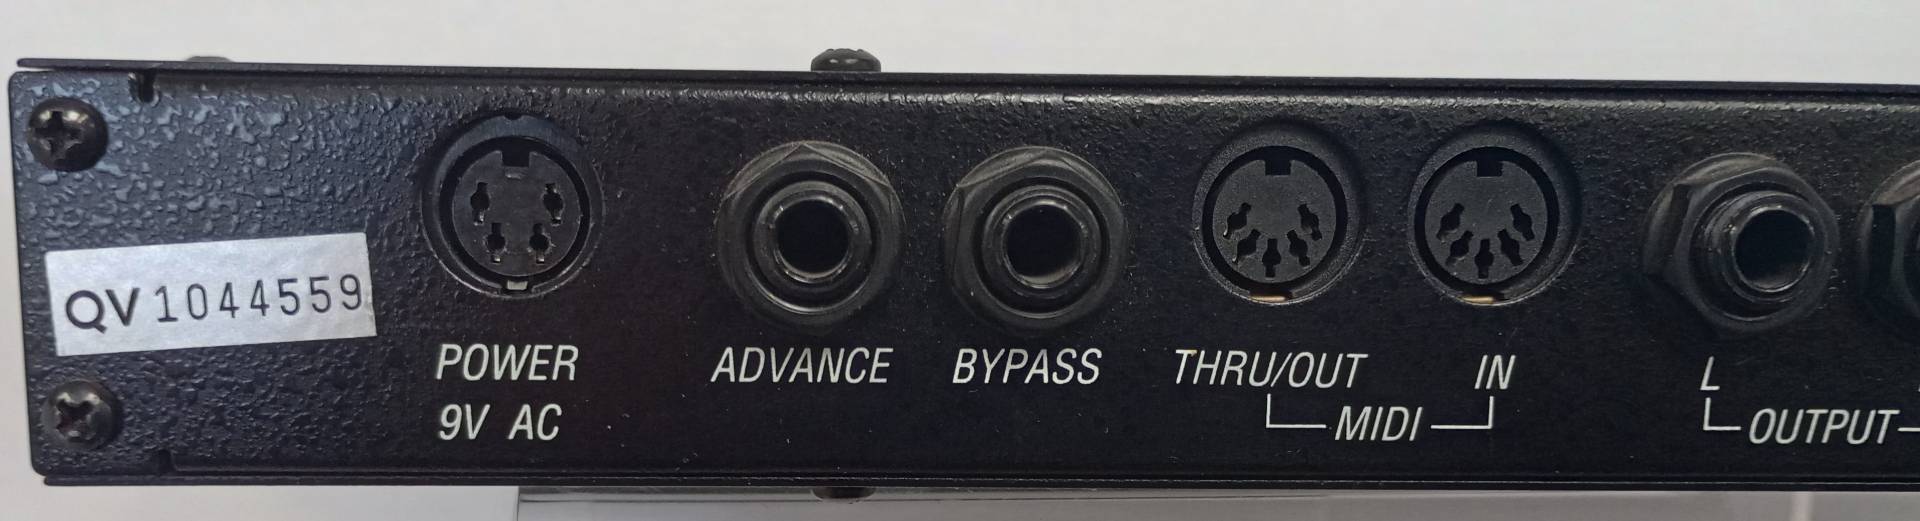 QV1044559
POWER
9V AC
ADVANCE
BYPASS
THRU/OUT
IN
MIDI
L
OUTPUT